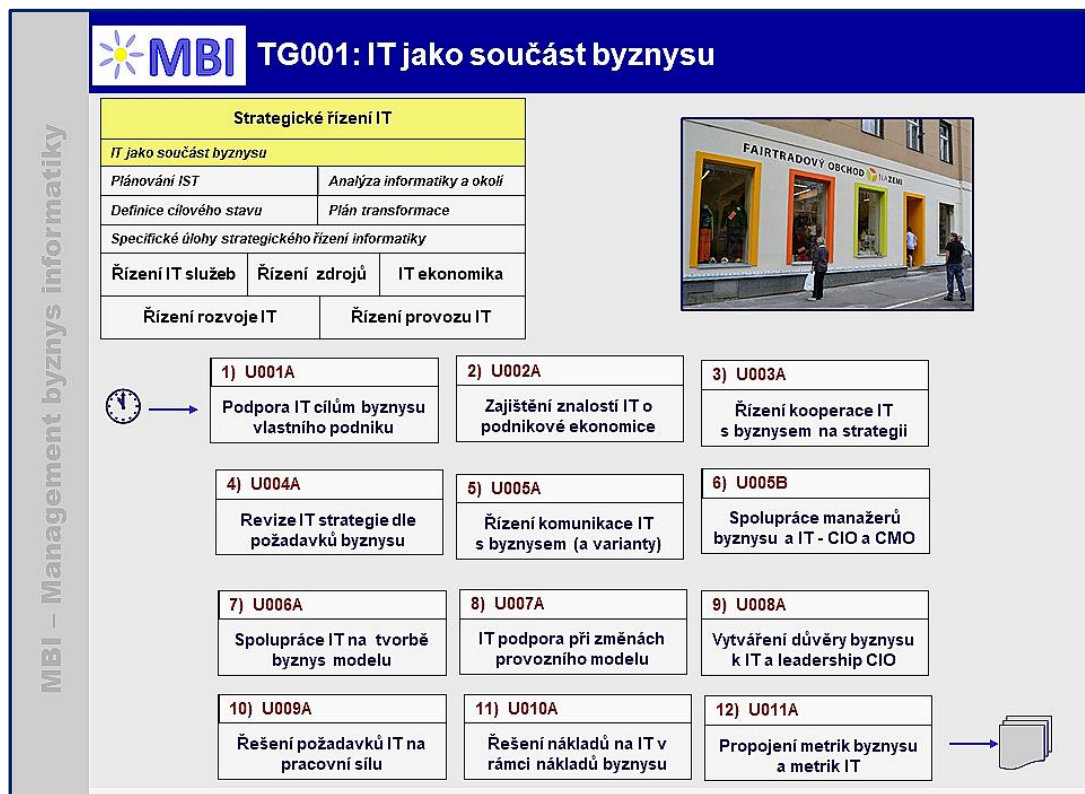 MBI
TG001: IT jako součást byznysu
MBI – Management byznys informatiky
Strategické řízení IT
IT jako součást byznysu
Plánování IST
Analýza informatiky a okolí
Definice cílového stavu
Plán transformace
Specifické úlohy strategického řízení informatiky
Řízení IT služeb
Řízení zdrojů
IT ekonomika
Řízení rozvoje IT
Řízení provozu IT
FAIRTRADOVÝ OBCHOD NAZEMI
1) U001A
Podpora IT cílům byznysu
vlastního podniku
2) U002A
Zajištění znalostí IT o
podnikové ekonomice
3) U003A
Řízení kooperace IT
s byznysem na strategii
4) U004A
Revize IT strategie dle
požadavků byznysu
5) U005A
Řízení komunikace IT
s byznysem (a varianty)
6) U005B
Spolupráce manažerů
byznysu a IT - CIO a CMO
7) U006A
Spolupráce IT na tvorbě
byznys modelu
8) U007A
IT podpora při změnách
provozního modelu
9) U008A
Vytváření důvěry byznysu
k IT a leadership CIO
10) U009A
Řešení požadavků IT na
pracovní sílu
11) U010A
Řešení nákladů na IT v
rámci nákladů byznysu
12) U011A
Propojení metrik byznysu
a metrik IT